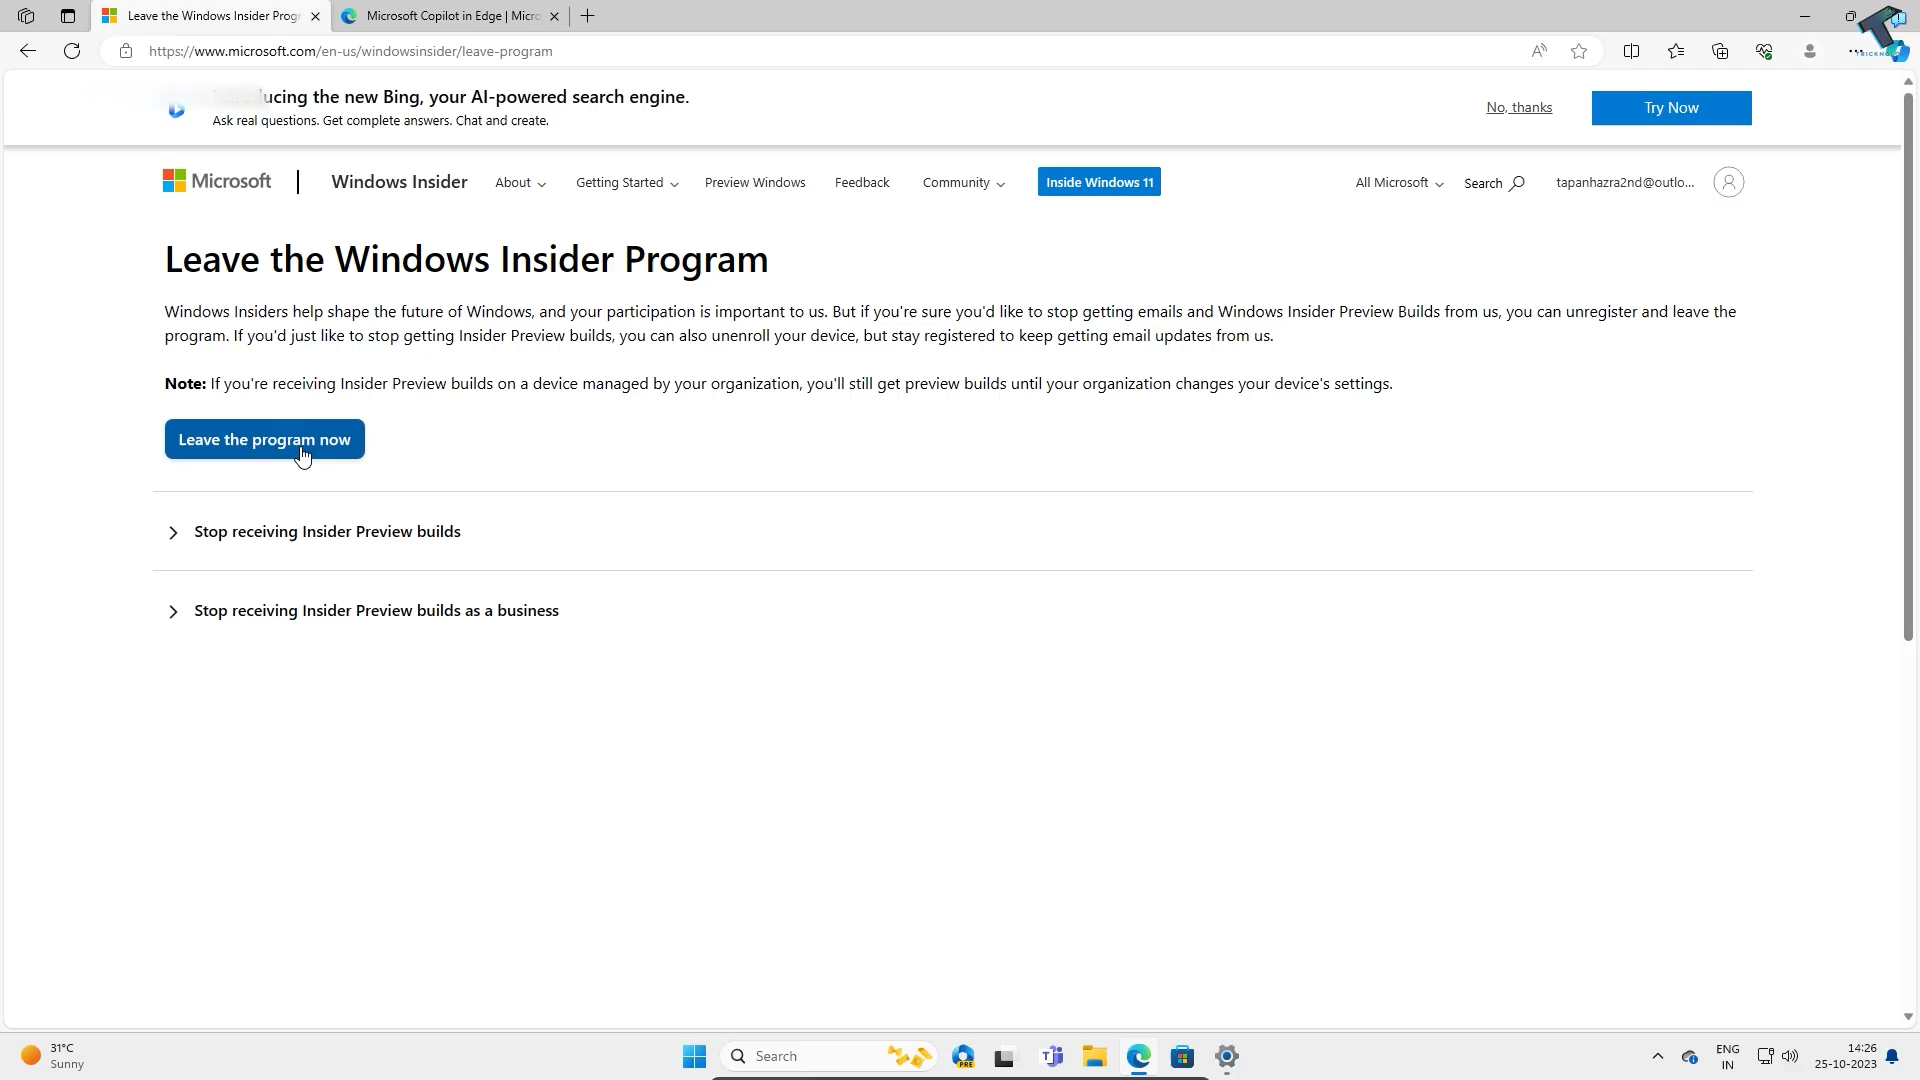 Leave the Windows Insider Progr
Microsoft Copilot in Edge | Micro
https://www.microsoft.com/en-us/windowsinsider/leave-program
TRICKNO
ucing the new Bing, your AI-powered search engine.
Ask real questions. Get complete answers. Chat and create.
No, thanks
Try Now
Microsoft
Windows Insider
About
Getting Started
Preview Windows
Feedback
Community
Inside Windows 11
All Microsoft
Search
tapanhazra2nd@outlo...
Leave the Windows Insider Program
Windows Insiders help shape the future of Windows, and your participation is important to us. But if you're sure you'd like to stop getting emails and Windows Insider Preview Builds from us, you can unregister and leave the
program. If you'd just like to stop getting Insider Preview builds, you can also unenroll your device, but stay registered to keep getting email updates from us.
Note: If you're receiving Insider Preview builds on a device managed by your organization, you'll still get preview builds until your organization changes your device's settings.
Leave the program now
Stop receiving Insider Preview builds
Stop receiving Insider Preview builds as a business
31°C
Sunny
Search
PRE
ENG
IN
14:26
25-10-2023